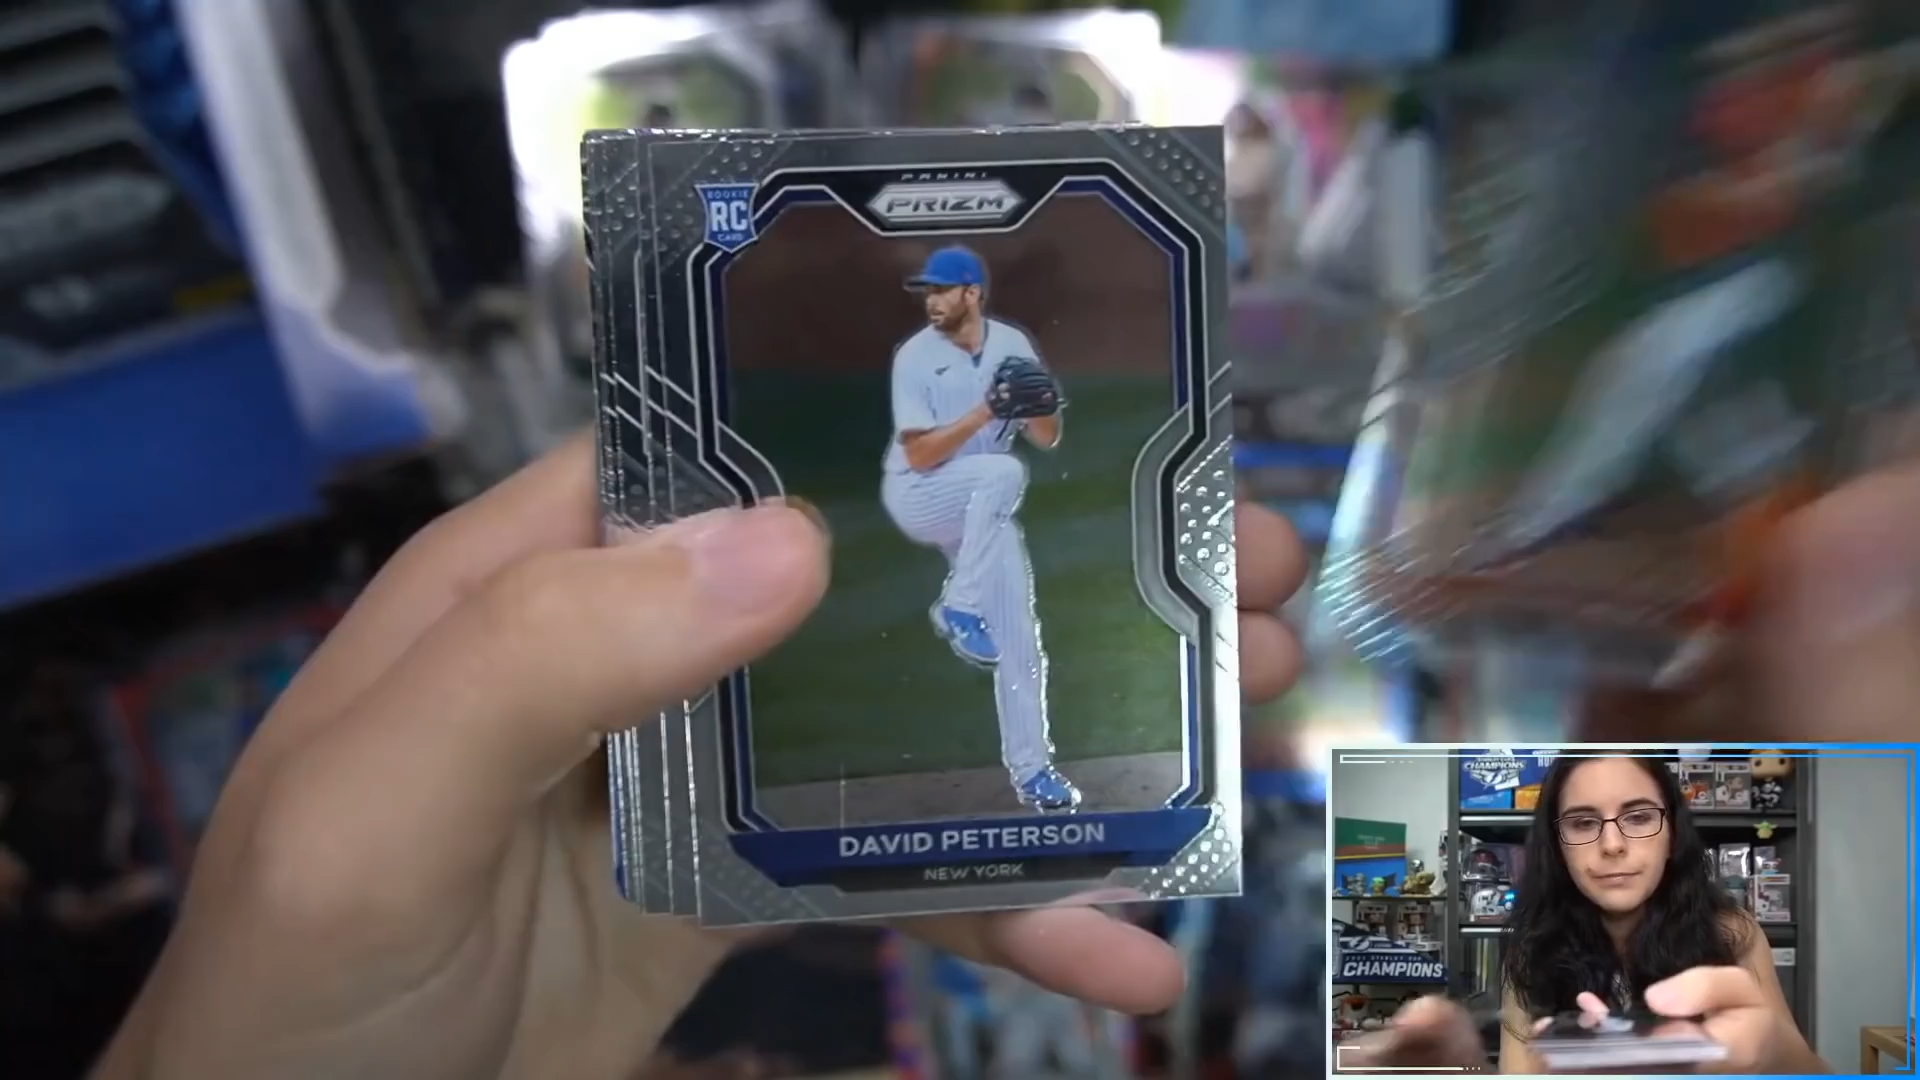 PANINI
PRIZM
ROOKIE
RC
CARD
DAVID PETERSON
NEW YORK
CHAMPIONS
CHAMPIONS